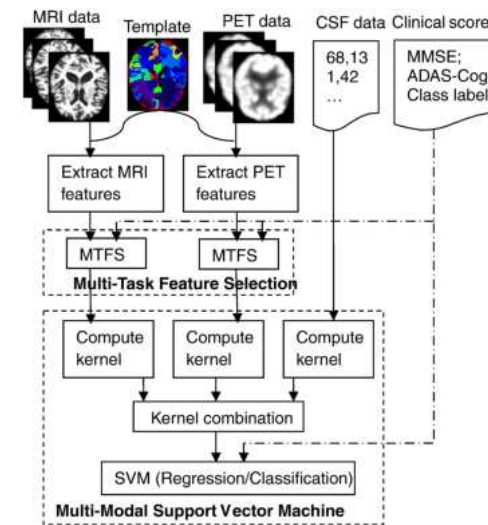 MRI data
Template
PET data
CSF data
Clinical score
68,13
1,42
...
MMSE;
ADAS-Cog
Class label
Extract MRI
features
Extract PET
features
MTFS
MTFS
Multi-Task Feature Selection
Compute
kernel
Compute
kernel
Compute
kernel
Kernel combination
SVM (Regression/Classification)
Multi-Modal Support Vector Machine